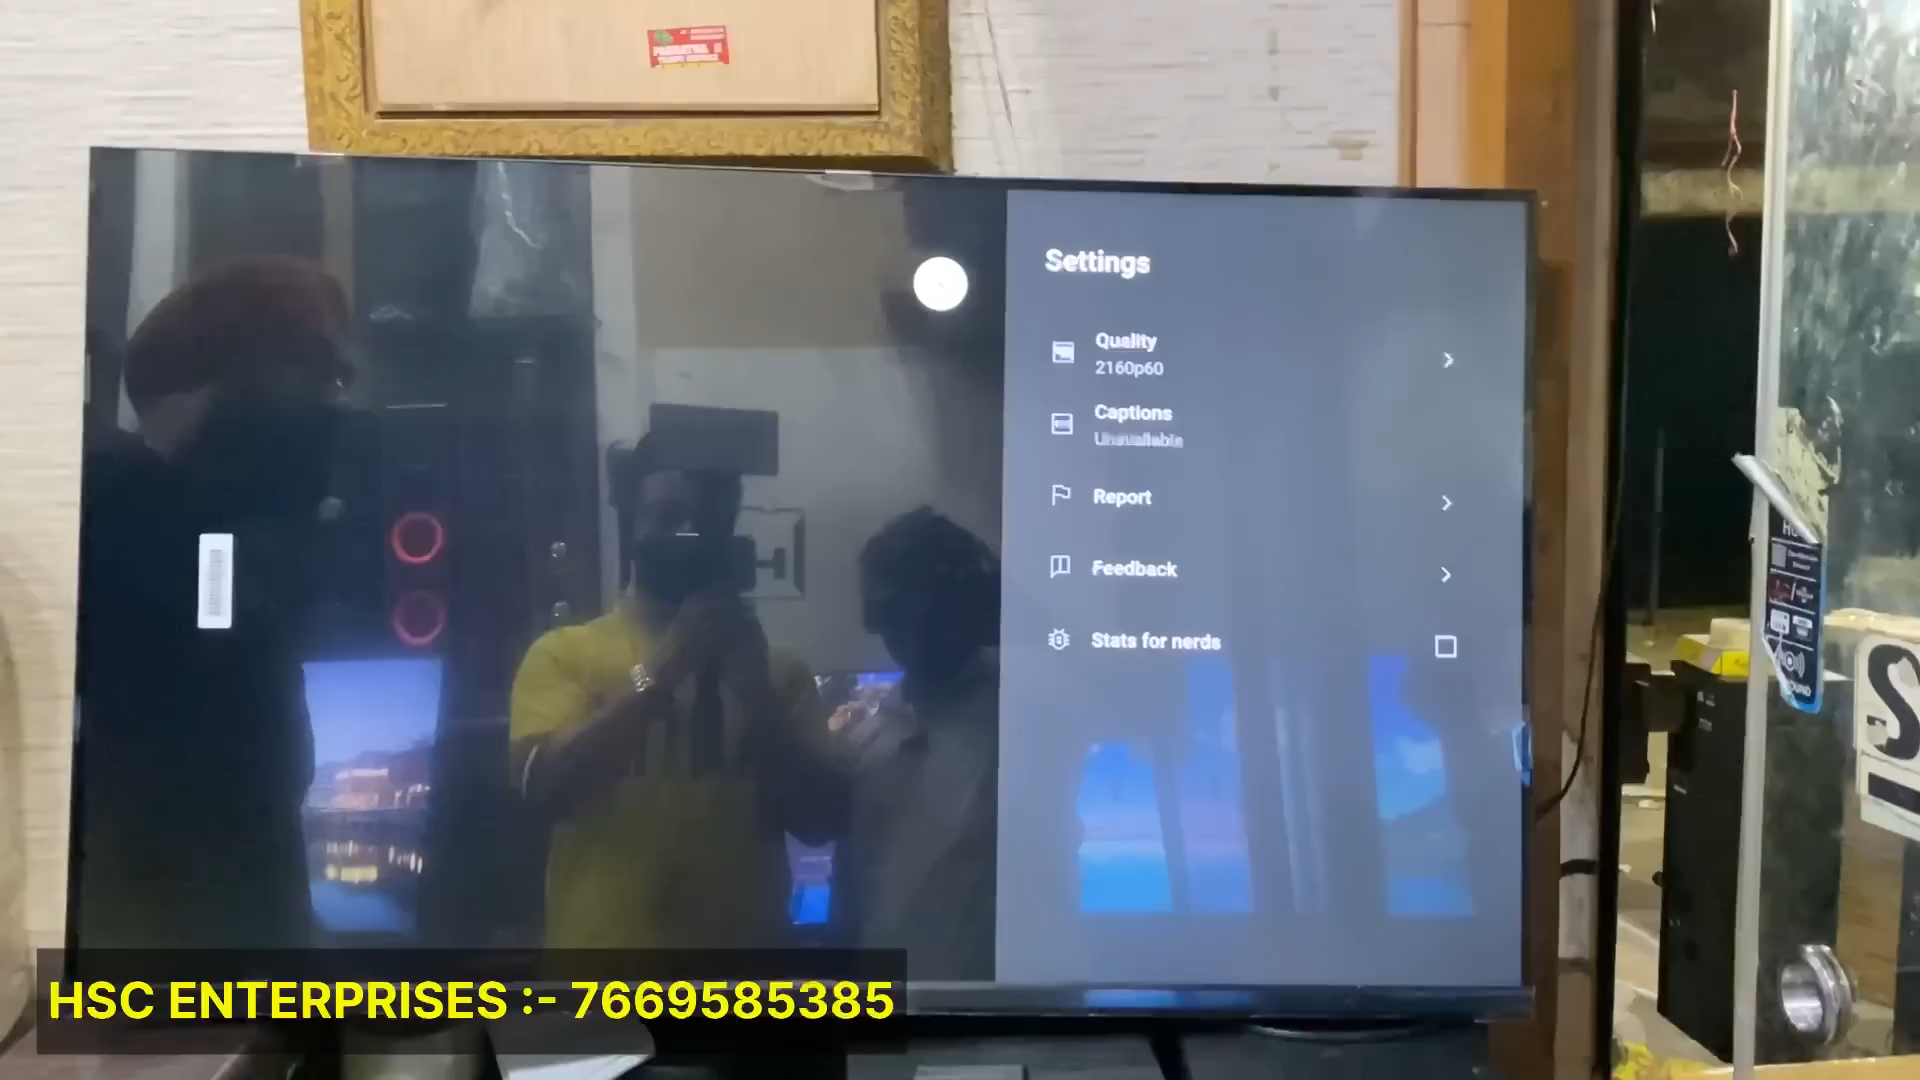 Settings
Quality
2160p60
Captions
Unavailable
Report
Feedback
Stats for nerds
HSC ENTERPRISES :- 7669585385